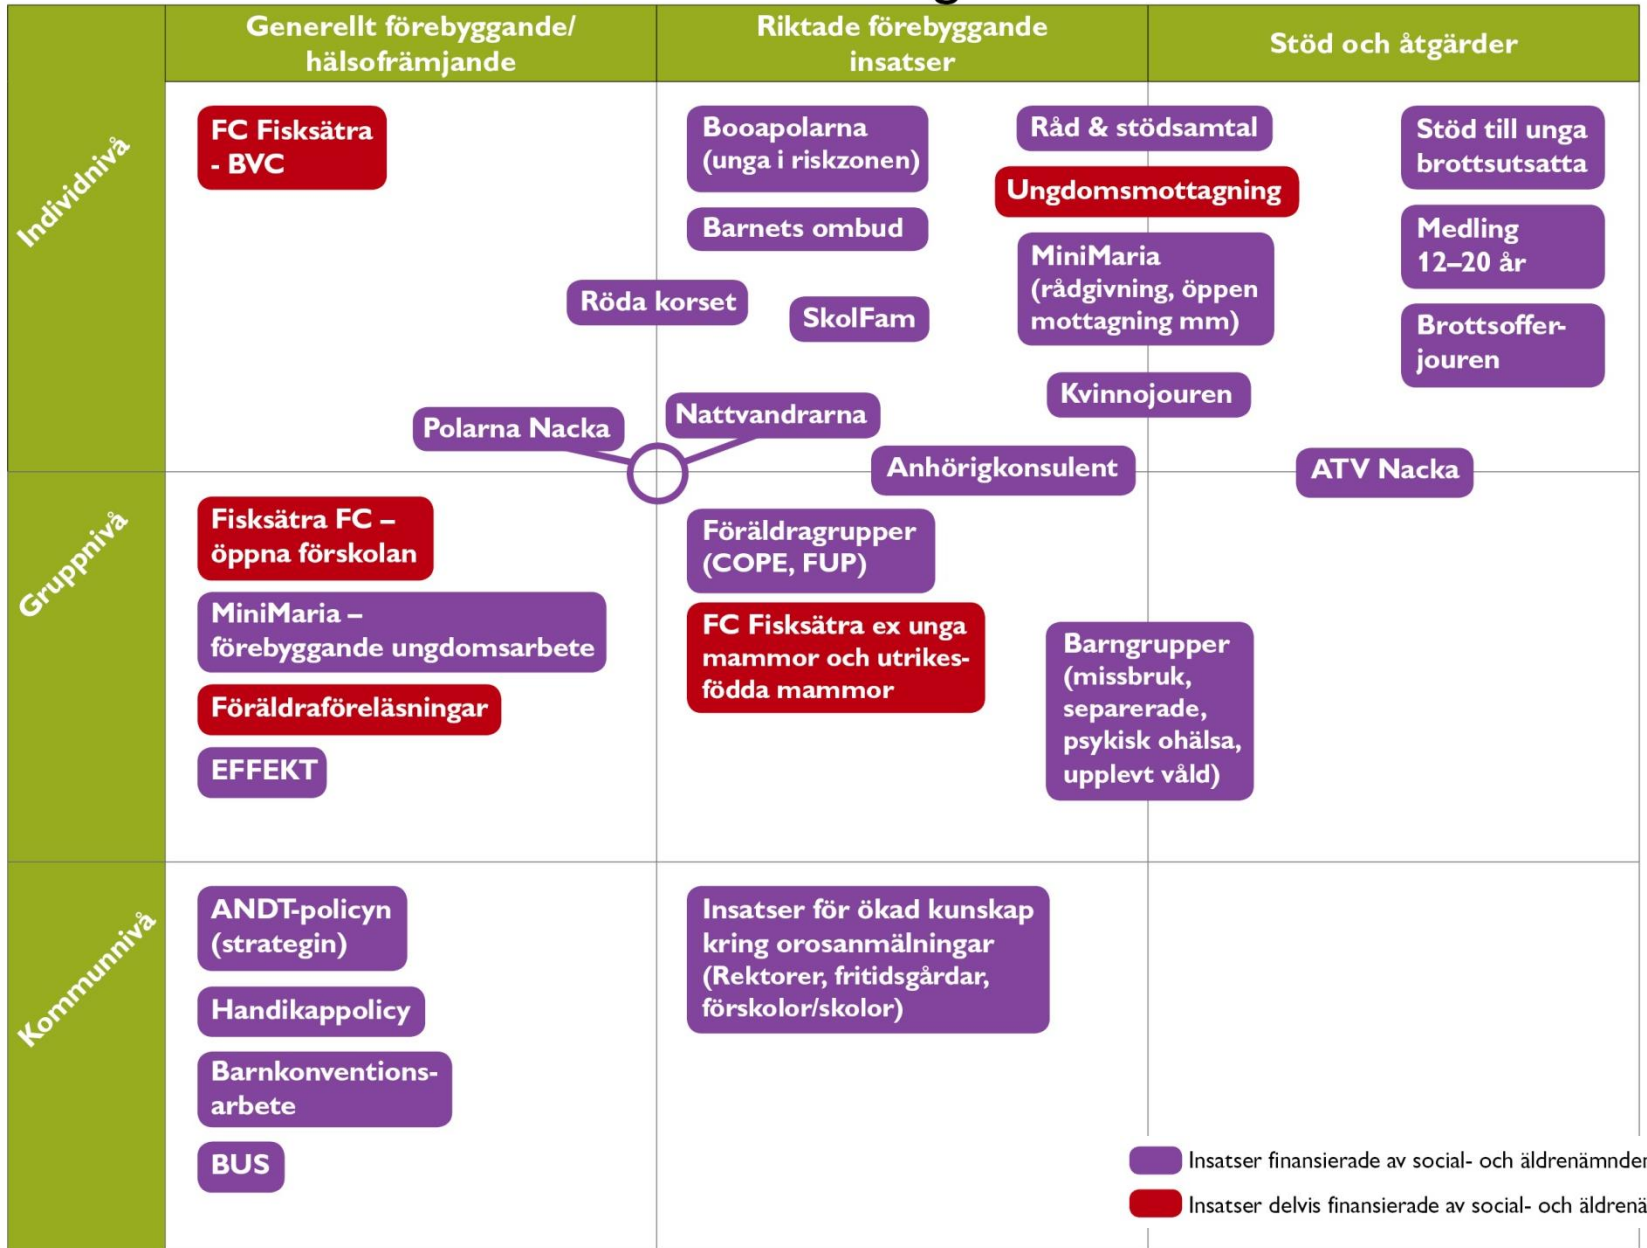 Generellt förebyggande/
hälsofrämjande
Riktade förebyggande
insatser
Stöd och åtgärder
Individnivå
FC Fisksätra
- BVC
Booapolarna
(unga i riskzonen)
Barnets ombud
Röda korset
SkolFam
Polarna Nacka
Nattvandrarna
Råd & stödsamtal
Ungdomsmottagning
MiniMaria
(rådgivning, öppen
mottagning mm)
Kvinnojouren
Anhörigkonsulent
Stöd till unga
brottsutsatta
Medling
12–20 år
Brottsoffer-
jouren
ATV Nacka
Gruppnivå
Fisksätra FC –
öppna förskolan
MiniMaria –
förebyggande ungdomsarbete
Föräldraföreläsningar
EFFEKT
Föräldragrupper
(COPE, FUP)
FC Fisksätra ex unga
mammor och utrikes-
födda mammor
Barngrupper
(missbruk,
separerade,
psykisk ohälsa,
upplevt våld)
Kommunnivå
ANDT-policyn
(strategin)
Handikappolicy
Barnkonventions-
arbete
BUS
Insatser för ökad kunskap
kring orosanmälningar
(Rektorer, fritidsgårdar,
förskolor/skolor)
Insatser finansierade av social- och äldrenämnder
Insatser delvis finansierade av social- och äldrenä